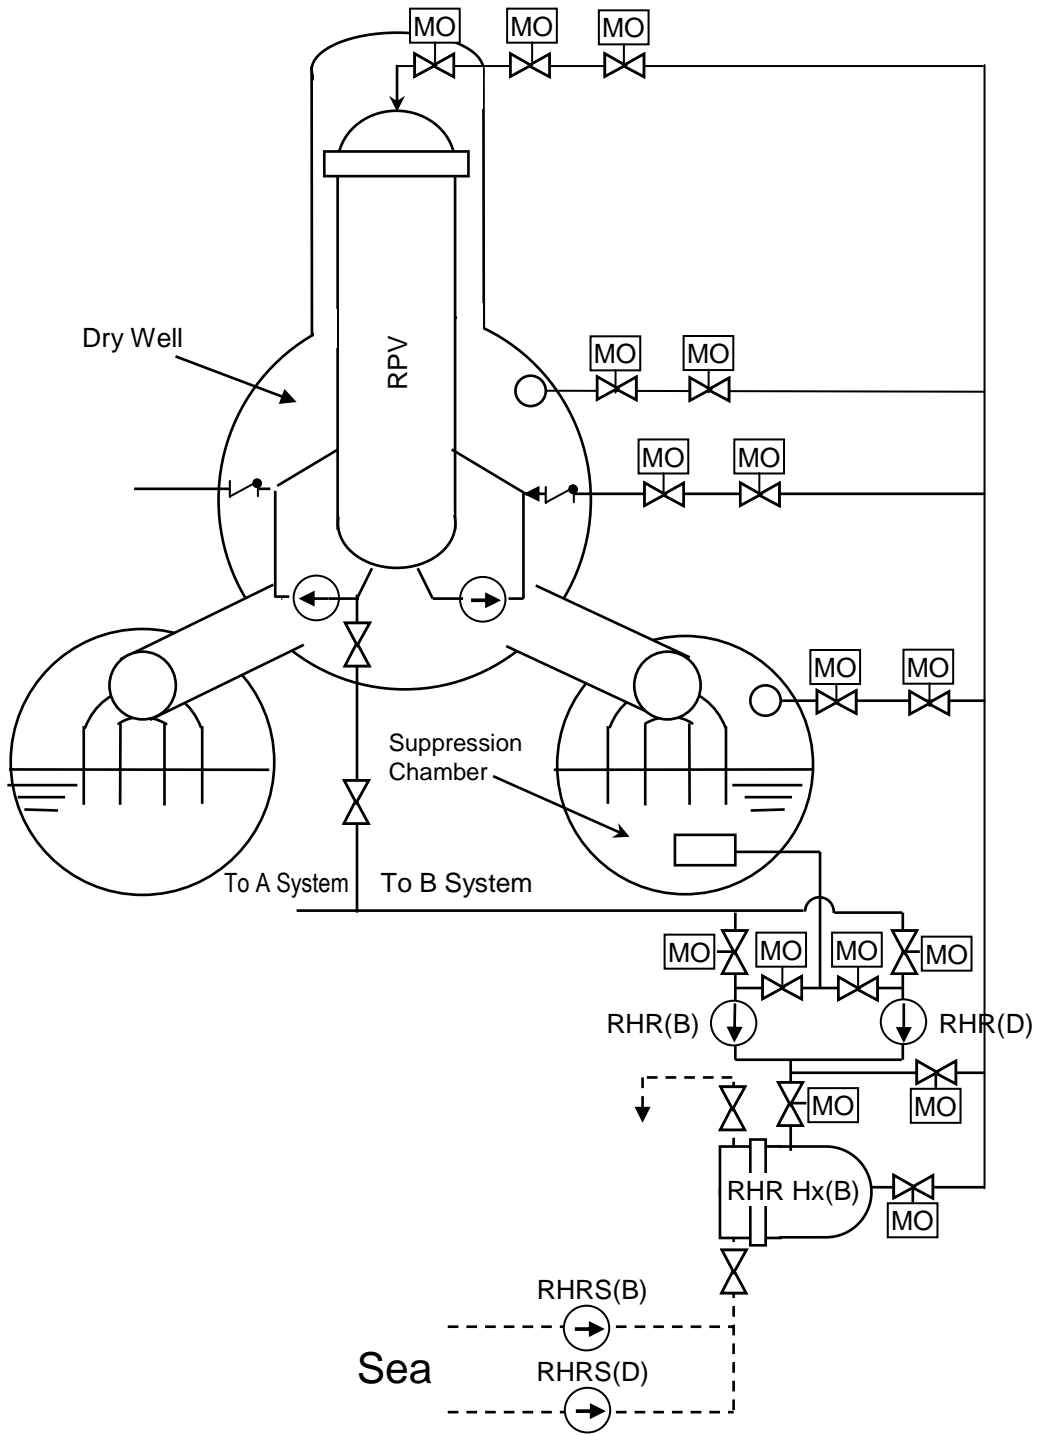 MO
MO
MO
Dry Well
RPV
MO
MO
MO
MO
MO
MO
Suppression
Chamber
To A System
To B System
MO
MO
MO
MO
RHR(B)
RHR(D)
MO
MO
RHR Hx(B)
MO
RHRS(B)
Sea
RHRS(D)